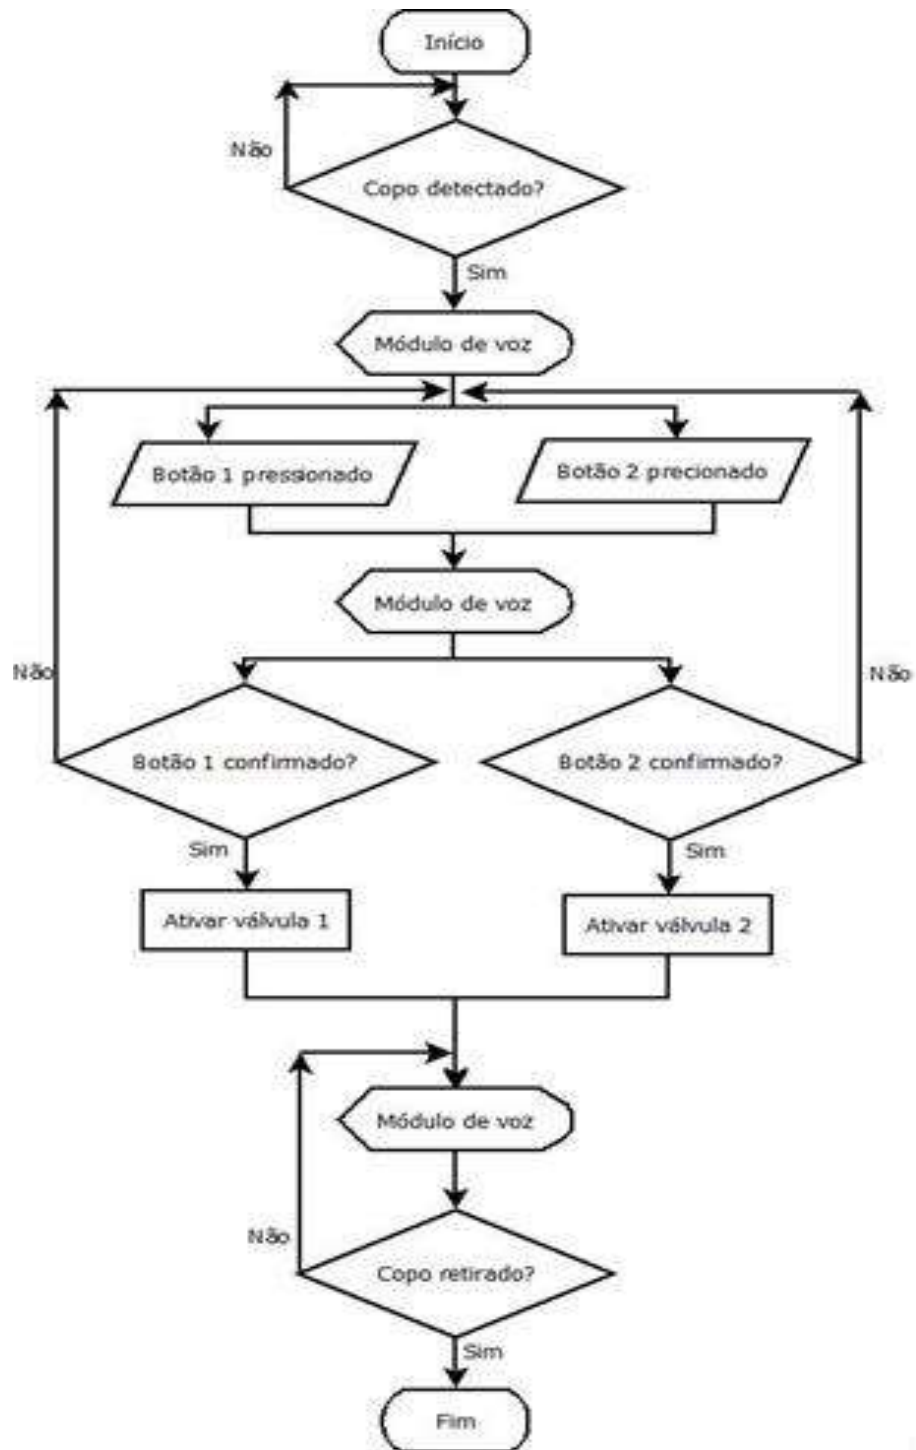 Início
Não
Copo detectado?
Sim
Módulo de voz
Botão 1 pressionado
Botão 2 precionado
Módulo de voz
Não
Não
Botão 1 confirmado?
Botão 2 confirmado?
Sim
Sim
Ativar válvula 1
Ativar válvula 2
Módulo de voz
Não
Copo retirado?
Sim
Fim